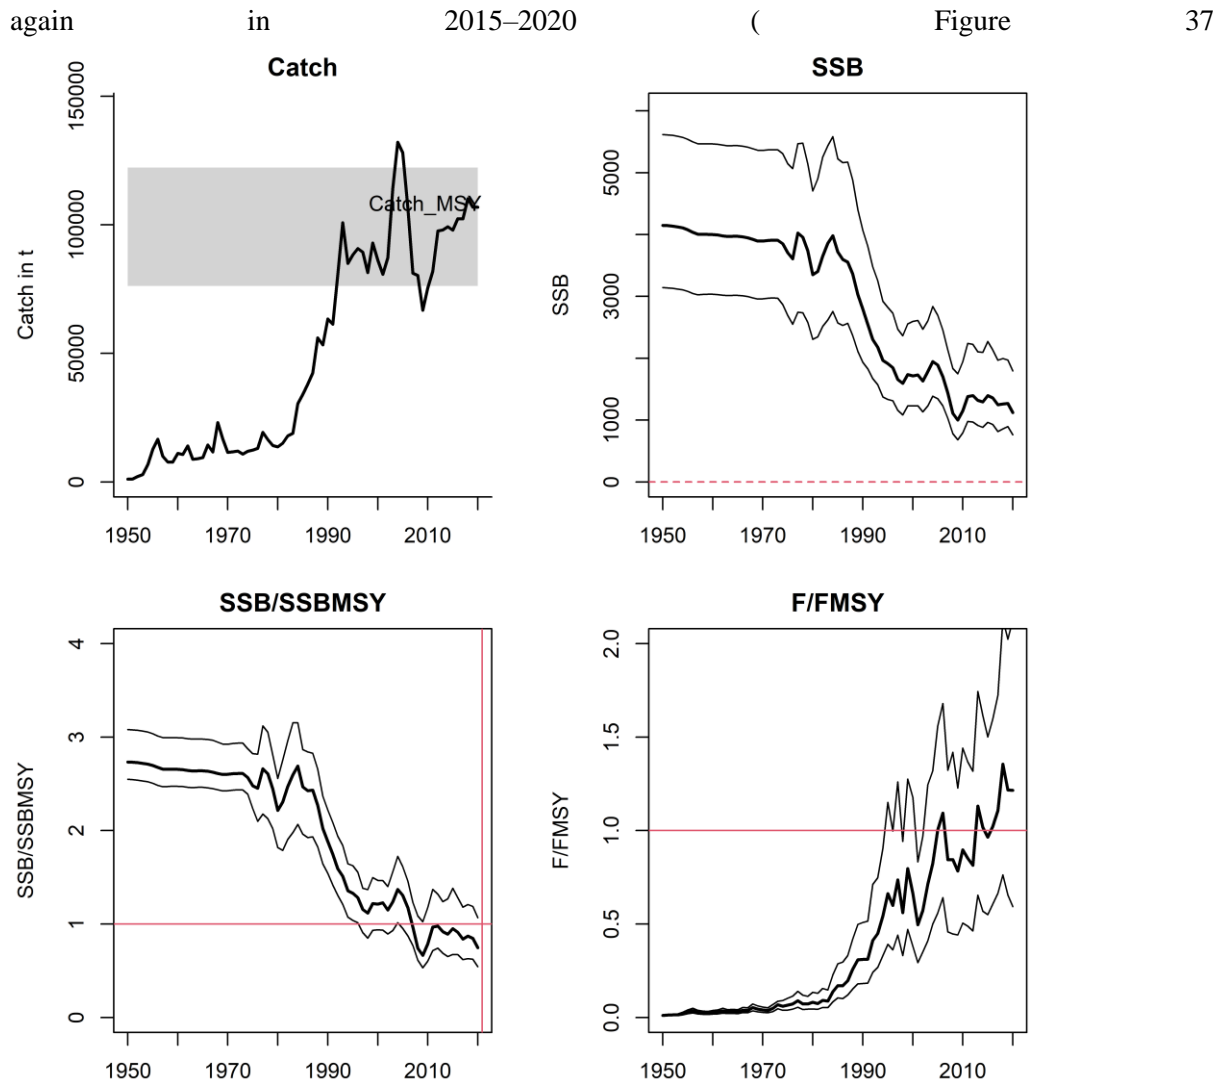 again in 2015–2020 ( Figure 37
Catch
Catch in t
150000
100000
50000
0
Catch_MSY
1950 1970 1990 2010
SSB
SSB
5000
3000
1000
0
1950 1970 1990 2010
SSB/SSBMSY
SSB/SSBMSY
4
3
2
1
0
1950 1970 1990 2010
F/FMSY
F/FMSY
2.0
1.5
1.0
0.5
0.0
1950 1970 1990 2010